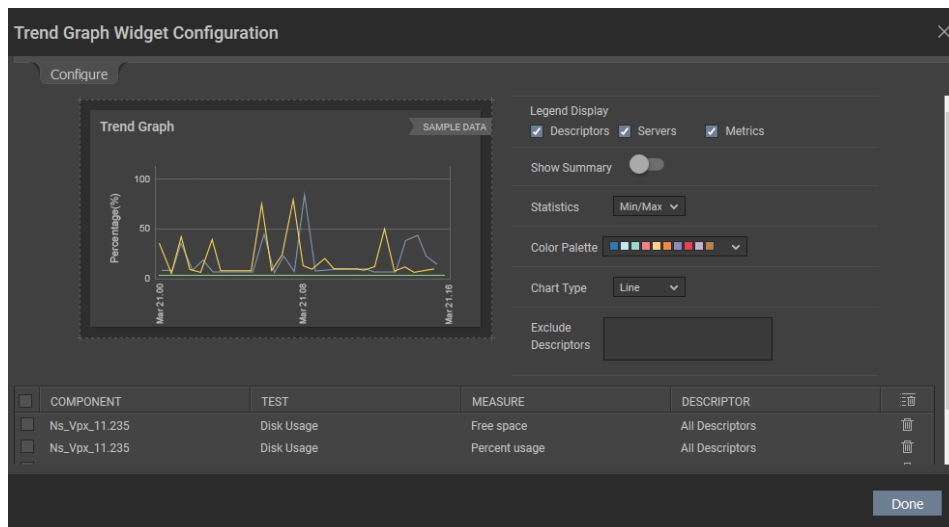 Trend Graph Widget Configuration
Configure
Trend Graph
SAMPLE DATA
100
50
0
Percentage(%)
Mar 21.00
Mar 21.08
Mar 21.16
Legend Display
Descriptors Servers Metrics
Show Summary
Statistics Min/Max
Color Palette
Chart Type Line
Exclude
Descriptors
COMPONENT TEST MEASURE DESCRIPTOR
Ns_Vpx_11.235 Disk Usage Free space All Descriptors
Ns_Vpx_11.235 Disk Usage Percent usage All Descriptors
Done